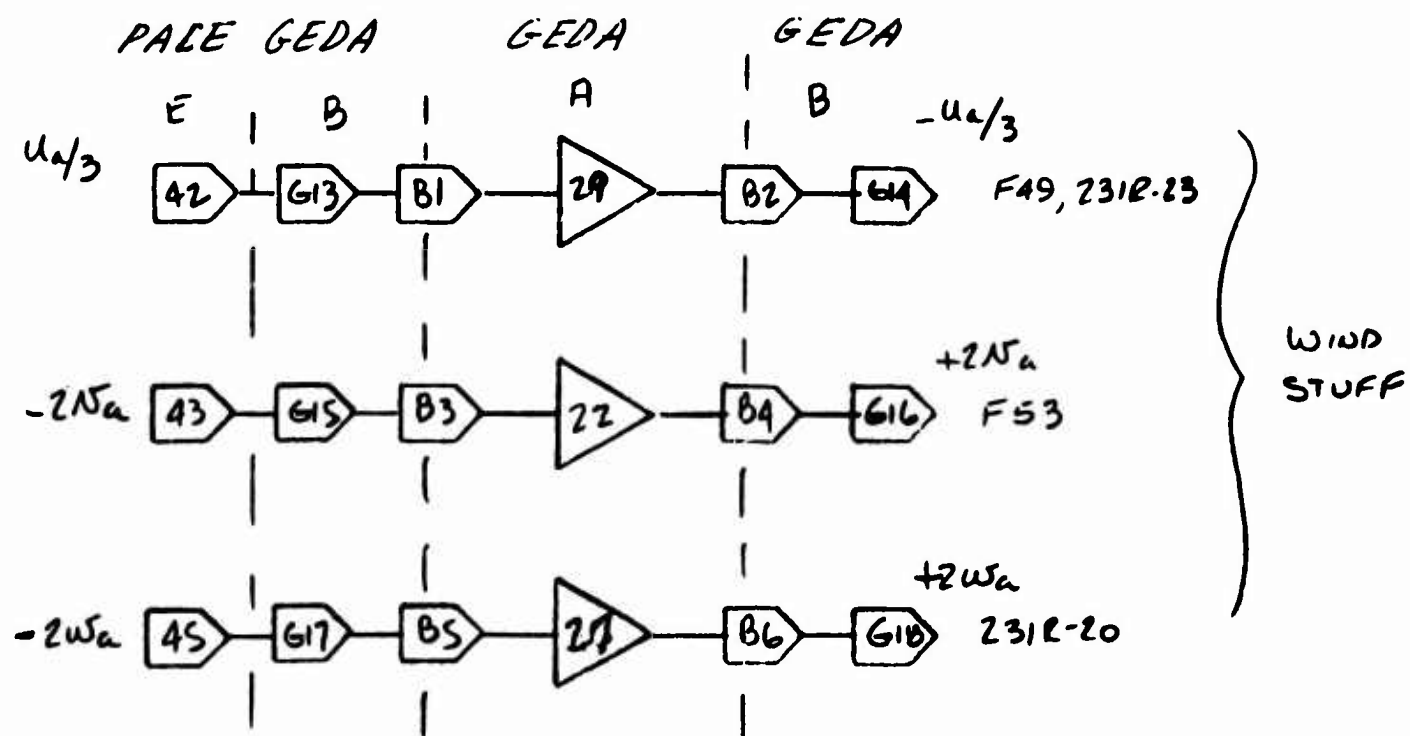 PACE GEDA GEDA GEDA
E B A B
Ua/3 42 G13 B1 29 B2 G14 -Ua/3 F49, 231R-23
-2Va 43 G15 B3 22 B4 G16 +2Va F53
-2Wa 45 G17 B5 27 B6 G18 +2Wa 231R-20
WIND
STUFF